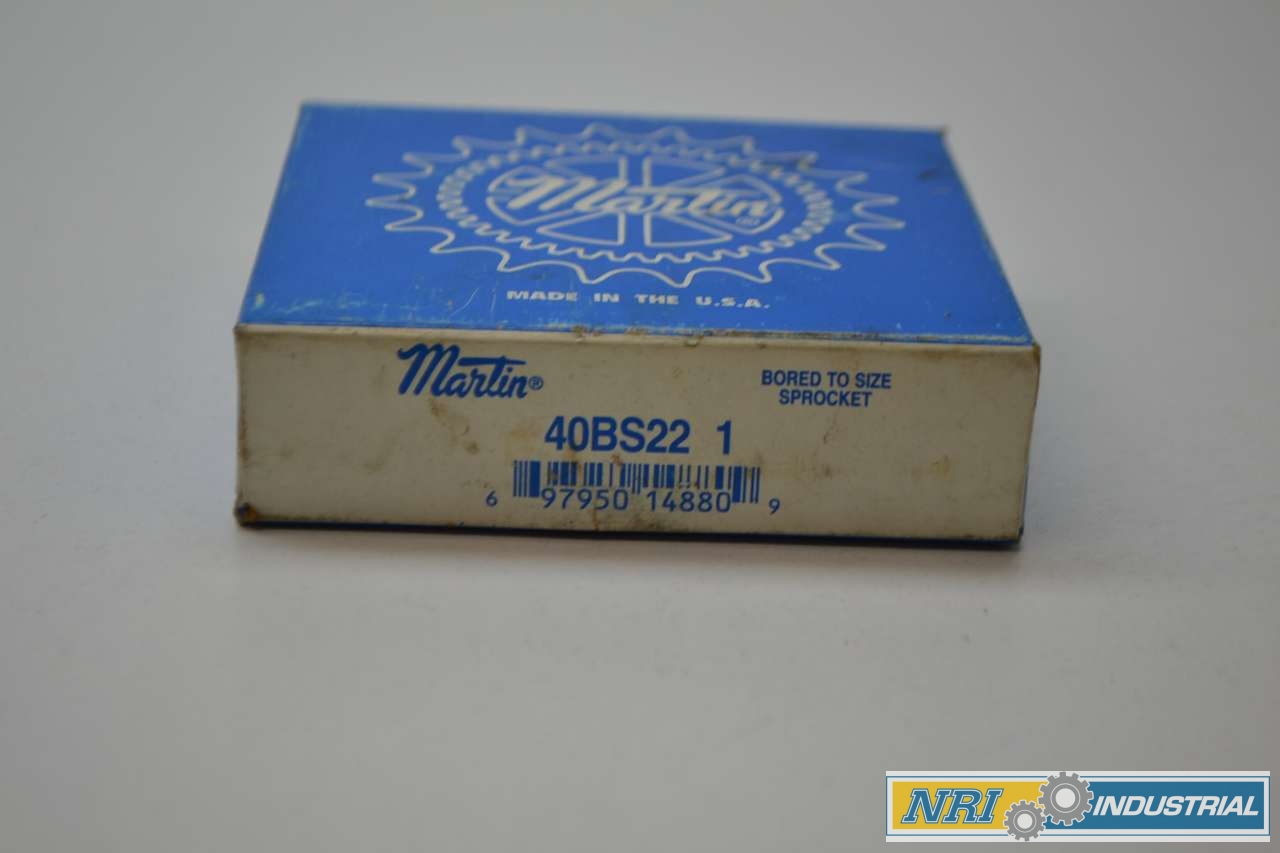 Martin®
MADE IN THE U.S.A.
Martin®
BORED TO SIZE
SPROCKET
40BS22 1
6 97950 14880 9
NRI INDUSTRIAL